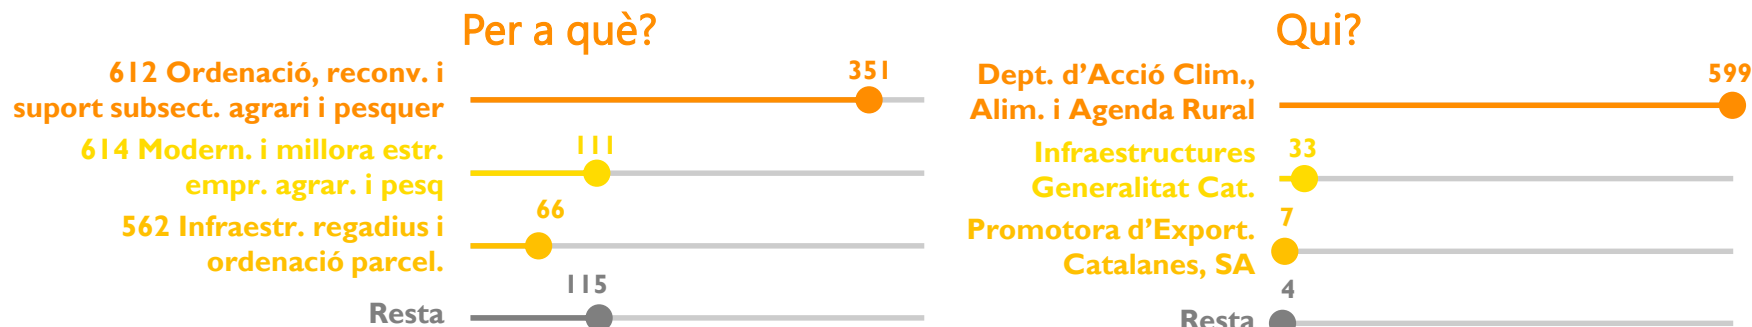 Per a què?
612 Ordenació, reconv. i
suport subsect. agrari i pesquer
351
614 Modern. i millora estr.
empr. agrar. i pesq
111
562 Infraestr. regadius i
ordenació parcel.
66
Resta
115
Qui?
Dept. d’Acció Clim.,
Alim. i Agenda Rural
599
Infraestructures
Generalitat Cat.
33
Promotora d’Export.
Catalanes, SA
7
Resta
4